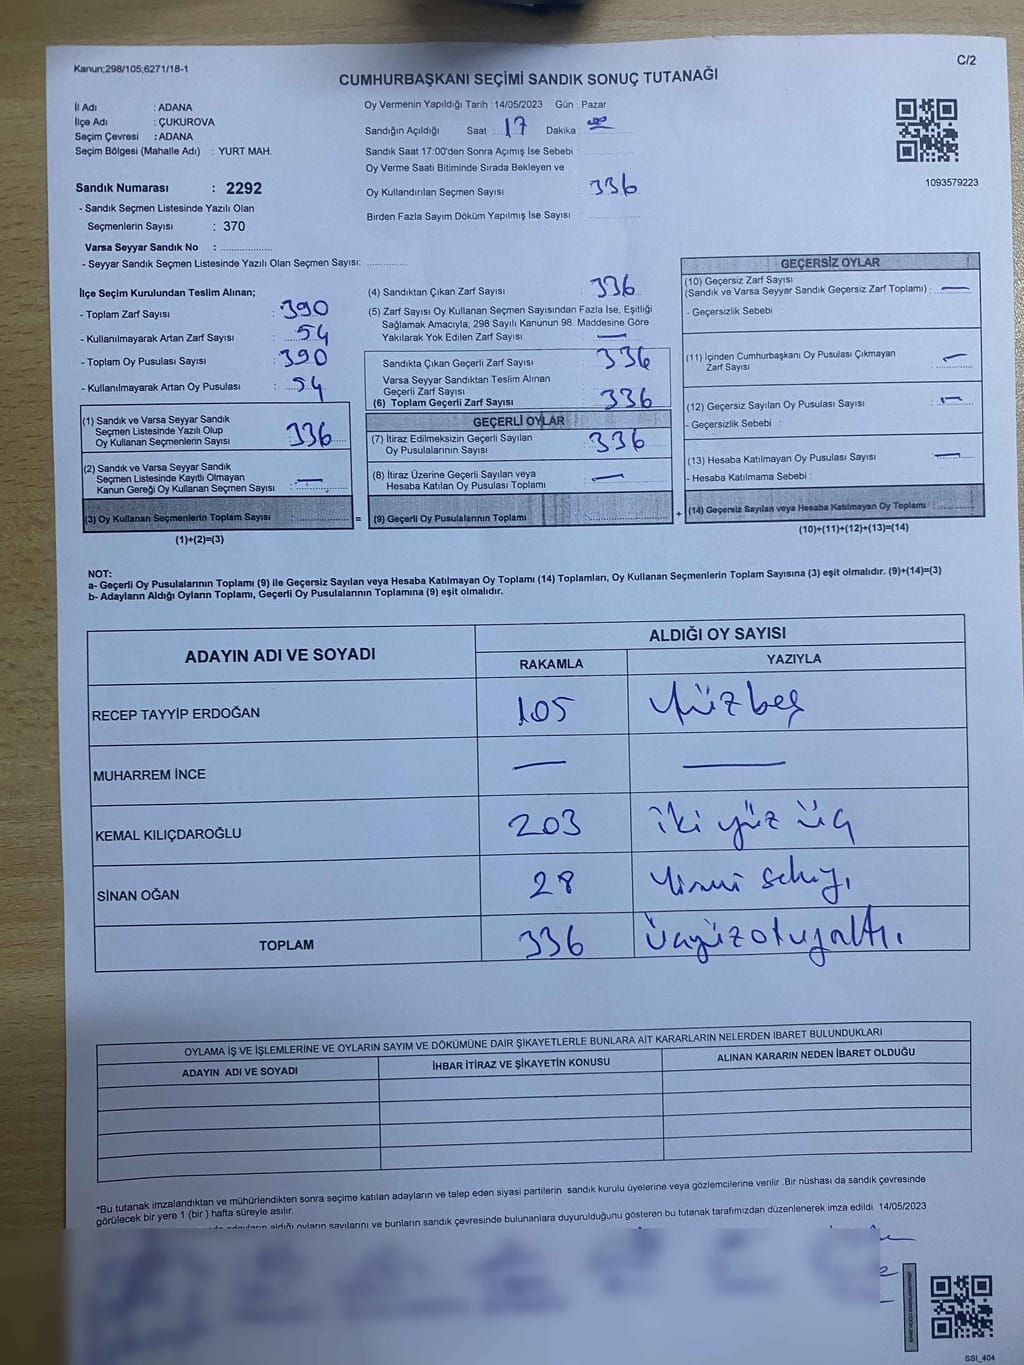 Kanun;298/105;6271/18-1
C/2
CUMHURBAŞKANI SEÇİMİ SANDIK SONUÇ TUTANAĞI
İl Adı : ADANA
İlçe Adı : ÇUKUROVA
Seçim Çevresi : ADANA
Seçim Bölgesi (Mahalle Adı) : YURT MAH.
Oy Vermenin Yapıldığı Tarih : 14/05/2023 Gün : Pazar
Sandığın Açıldığı Saat : 17 Dakika :
Sandık Saat 17:00'den Sonra Açımış İse Sebebi :
Oy Verme Saati Bitiminde Sırada Bekleyen ve
Oy Kullandırılan Seçmen Sayısı : 336
Birden Fazla Sayım Döküm Yapılmış İse Sayısı
1093579223
Sandık Numarası : 2292
- Sandık Seçmen Listesinde Yazılı Olan
Seçmenlerin Sayısı : 370
Varsa Seyyar Sandık No :
- Seyyar Sandık Seçmen Listesinde Yazılı Olan Seçmen Sayısı:
İlçe Seçim Kurulundan Teslim Alınan;
- Toplam Zarf Sayısı : 390
- Kullanılmayarak Artan Zarf Sayısı : 54
- Toplam Oy Pusulası Sayısı : 390
- Kullanılmayarak Artan Oy Pusulası : 54
(1) Sandık ve Varsa Seyyar Sandık
Seçmen Listesinde Yazılı Olup
Oy Kullanan Seçmenlerin Sayısı 336
(2) Sandık ve Varsa Seyyar Sandık
Seçmen Listesinde Kayıtlı Olmayan
Kanun Gereği Oy Kullanan Seçmen Sayısı : —
(3) Oy Kullanan Seçmenlerin Toplam Sayısı :
(1)+(2)=(3)
=
(4) Sandıktan Çıkan Zarf Sayısı 336
(5) Zarf Sayısı Oy Kullanan Seçmen Sayısından Fazla İse, Eşitliği
Sağlamak Amacıyla; 298 Sayılı Kanunun 98. Maddesine Göre
Yakılarak Yok Edilen Zarf Sayısı : —
Sandıkta Çıkan Geçerli Zarf Sayısı 336
Varsa Seyyar Sandıktan Teslim Alınan
Geçerli Zarf Sayısı
(6) Toplam Geçerli Zarf Sayısı 336
GEÇERLİ OYLAR
(7) İtiraz Edilmeksizin Geçerli Sayılan
Oy Pusulalarının Sayısı : 336
(8) İtiraz Üzerine Geçerli Sayılan veya
Hesaba Katılan Oy Pusulası Toplamı : —
(9) Geçerli Oy Pusulalarının Toplamı
+
GEÇERSİZ OYLAR
(10) Geçersiz Zarf Sayısı
(Sandık ve Varsa Seyyar Sandık Geçersiz Zarf Toplamı) : —
- Geçersizlik Sebebi
(11) İçinden Cumhurbaşkanı Oy Pusulası Çıkmayan
Zarf Sayısı : —
(12) Geçersiz Sayılan Oy Pusulası Sayısı : —
- Geçersizlik Sebebi :
(13) Hesaba Katılmayan Oy Pusulası Sayısı : —
- Hesaba Katılmama Sebebi :
(14) Geçersiz Sayılan veya Hesaba Katılmayan Oy Toplamı :
(10)+(11)+(12)+(13)=(14)
NOT:
a- Geçerli Oy Pusulalarının Toplamı (9) ile Geçersiz Sayılan veya Hesaba Katılmayan Oy Toplamı (14) Toplamları, Oy Kullanan Seçmenlerin Toplam Sayısına (3) eşit olmalıdır. (9)+(14)=(3)
b- Adayların Aldığı Oyların Toplamı, Geçerli Oy Pusulalarının Toplamına (9) eşit olmalıdır.
ADAYIN ADI VE SOYADI
ALDIĞI OY SAYISI
RAKAMLA YAZIYLA
RECEP TAYYİP ERDOĞAN 105 Yüzbeş
MUHARREM İNCE — —
KEMAL KILIÇDAROĞLU 203 iki yüz üç
SİNAN OĞAN 28 Yirmi sekiz
TOPLAM 336 üçyüzotuzaltı
OYLAMA İŞ VE İŞLEMLERİNE VE OYLARIN SAYIM VE DÖKÜMÜNE DAİR ŞİKAYETLERLE BUNLARA AİT KARARLARIN NELERDEN İBARET BULUNDUKLARI
ADAYIN ADI VE SOYADI İHBAR İTİRAZ VE ŞİKAYETİN KONUSU ALINAN KARARIN NEDEN İBARET OLDUĞU
*Bu tutanak imzalandıktan ve mühürlendikten sonra seçime katılan adayların ve talep eden siyasi partilerin sandık kurulu üyelerine veya gözlemcilerine verilir .Bir nüshası da sandık çevresinde
görülecek bir yere 1 (bir ) hafta süreyle asılır.
adayların aldığı oyların sayılarını ve bunların sandık çevresinde bulunanlara duyurulduğunu gösteren bu tutanak tarafımızdan düzenlenerek imza edildi. 14/05/2023
SSI_404